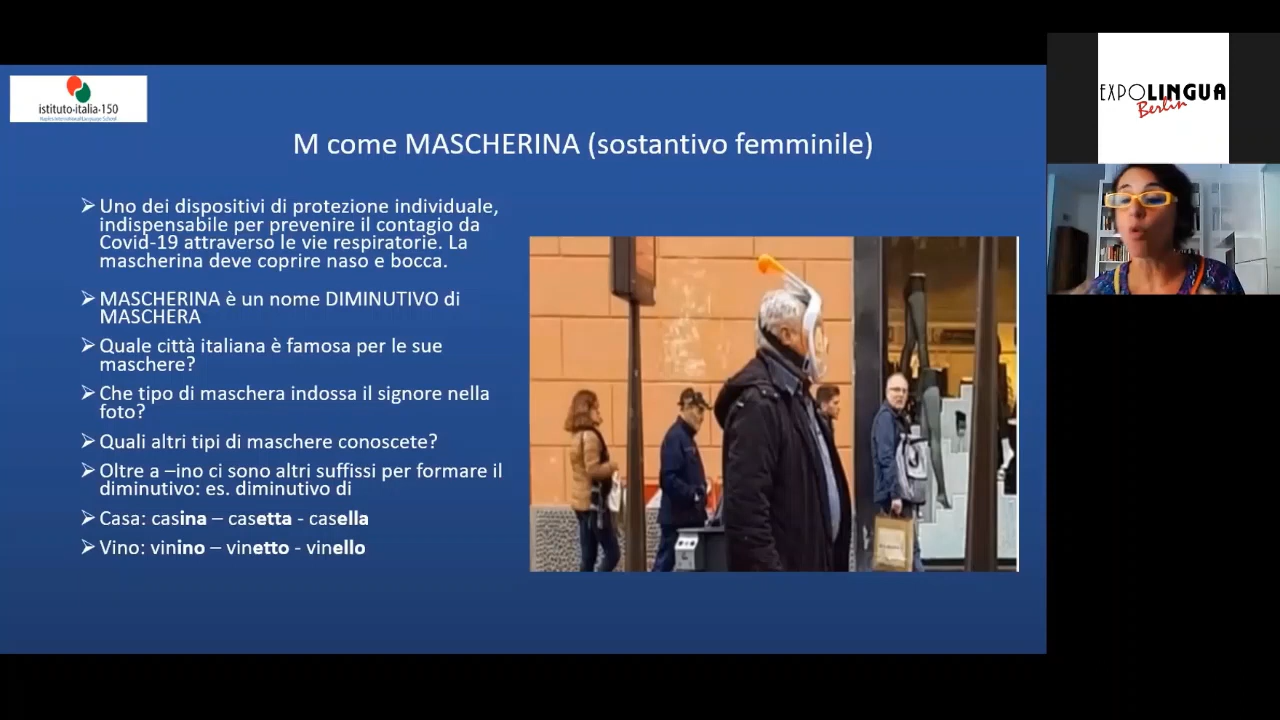 istituto-italia-150
Naples International Language School
M come MASCHERINA (sostantivo femminile)
Uno dei dispositivi di protezione individuale,
indispensabile per prevenire il contagio da
Covid-19 attraverso le vie respiratorie. La
mascherina deve coprire naso e bocca.
MASCHERINA è un nome DIMINUTIVO di
MASCHERA
Quale città italiana è famosa per le sue
maschere?
Che tipo di maschera indossa il signore nella
foto?
Quali altri tipi di maschere conoscete?
Oltre a –ino ci sono altri suffissi per formare il
diminutivo: es. diminutivo di
Casa: casina – casetta - casella
Vino: vinino – vinetto - vinello
EXPOLINGUA
Berlin